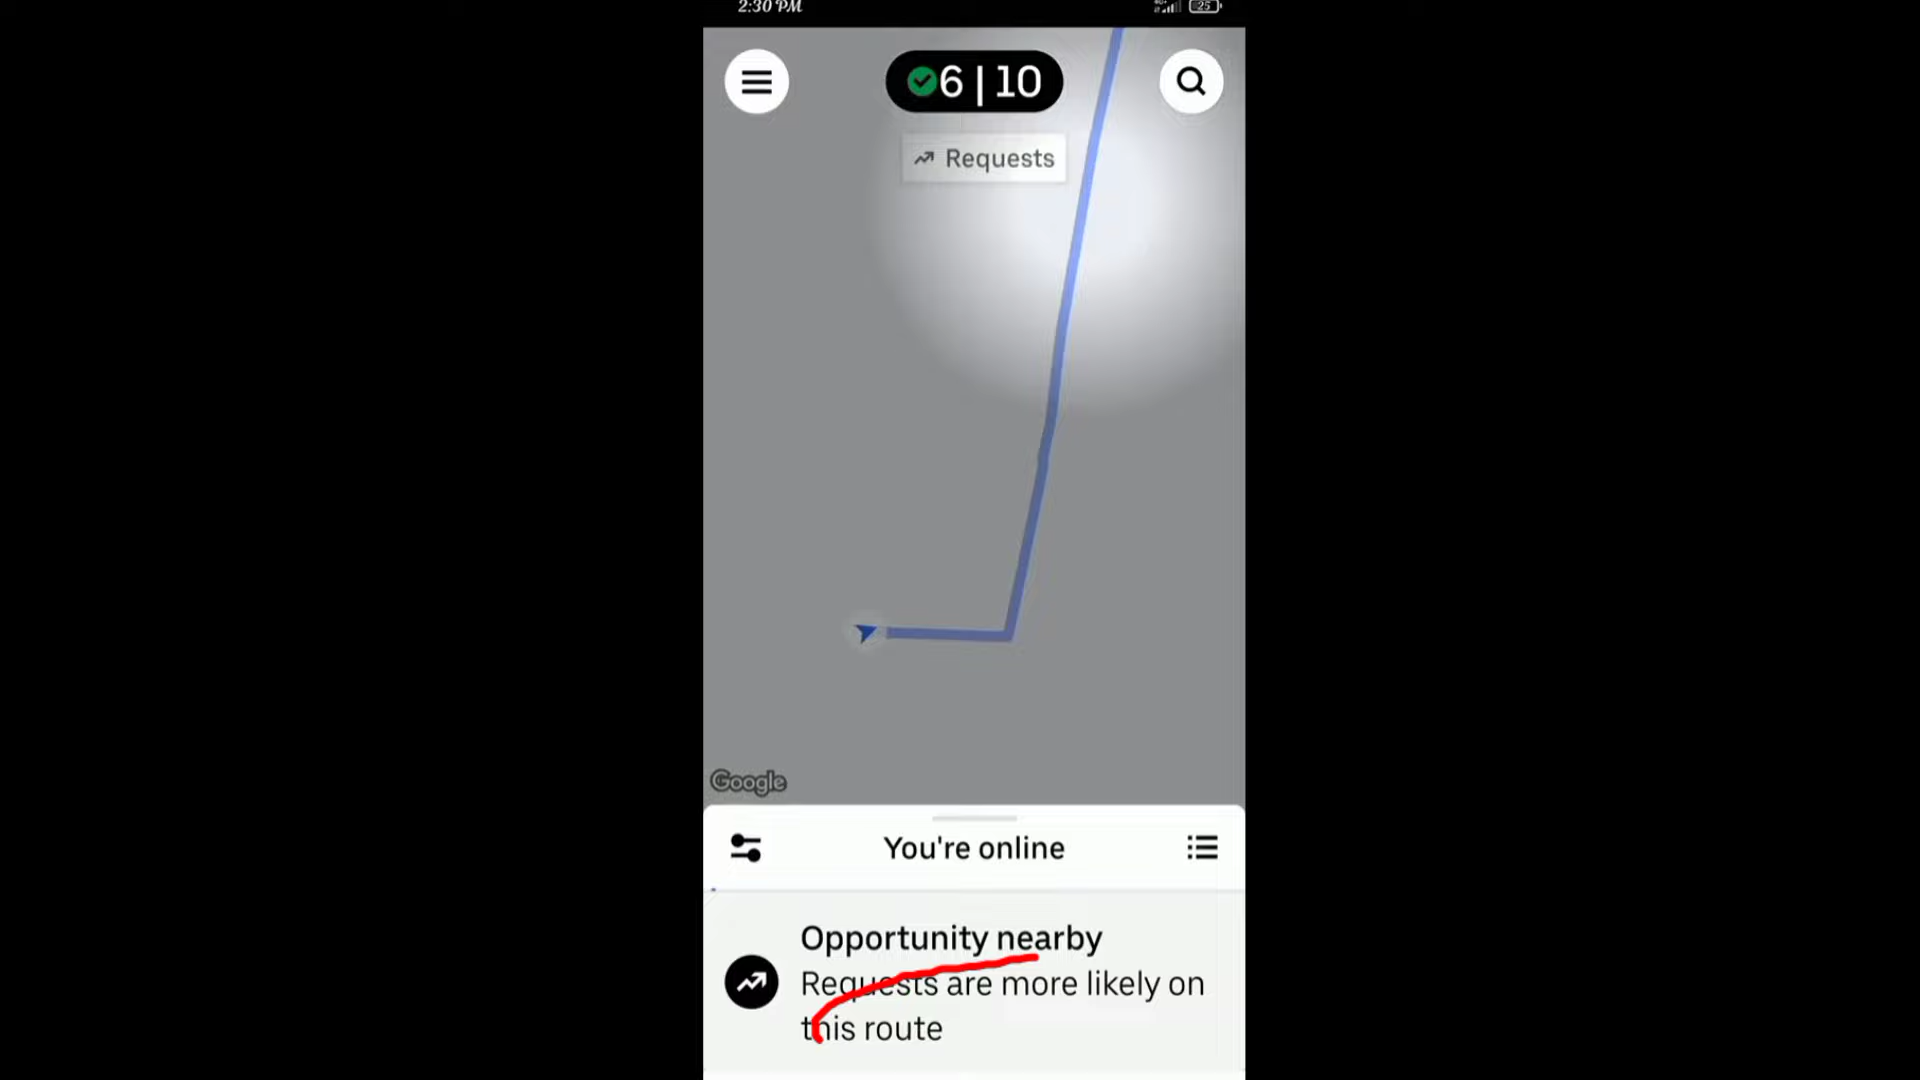 2:30 PM
25
6 | 10
Requests
Google
You're online
Opportunity nearby
Requests are more likely on
this route